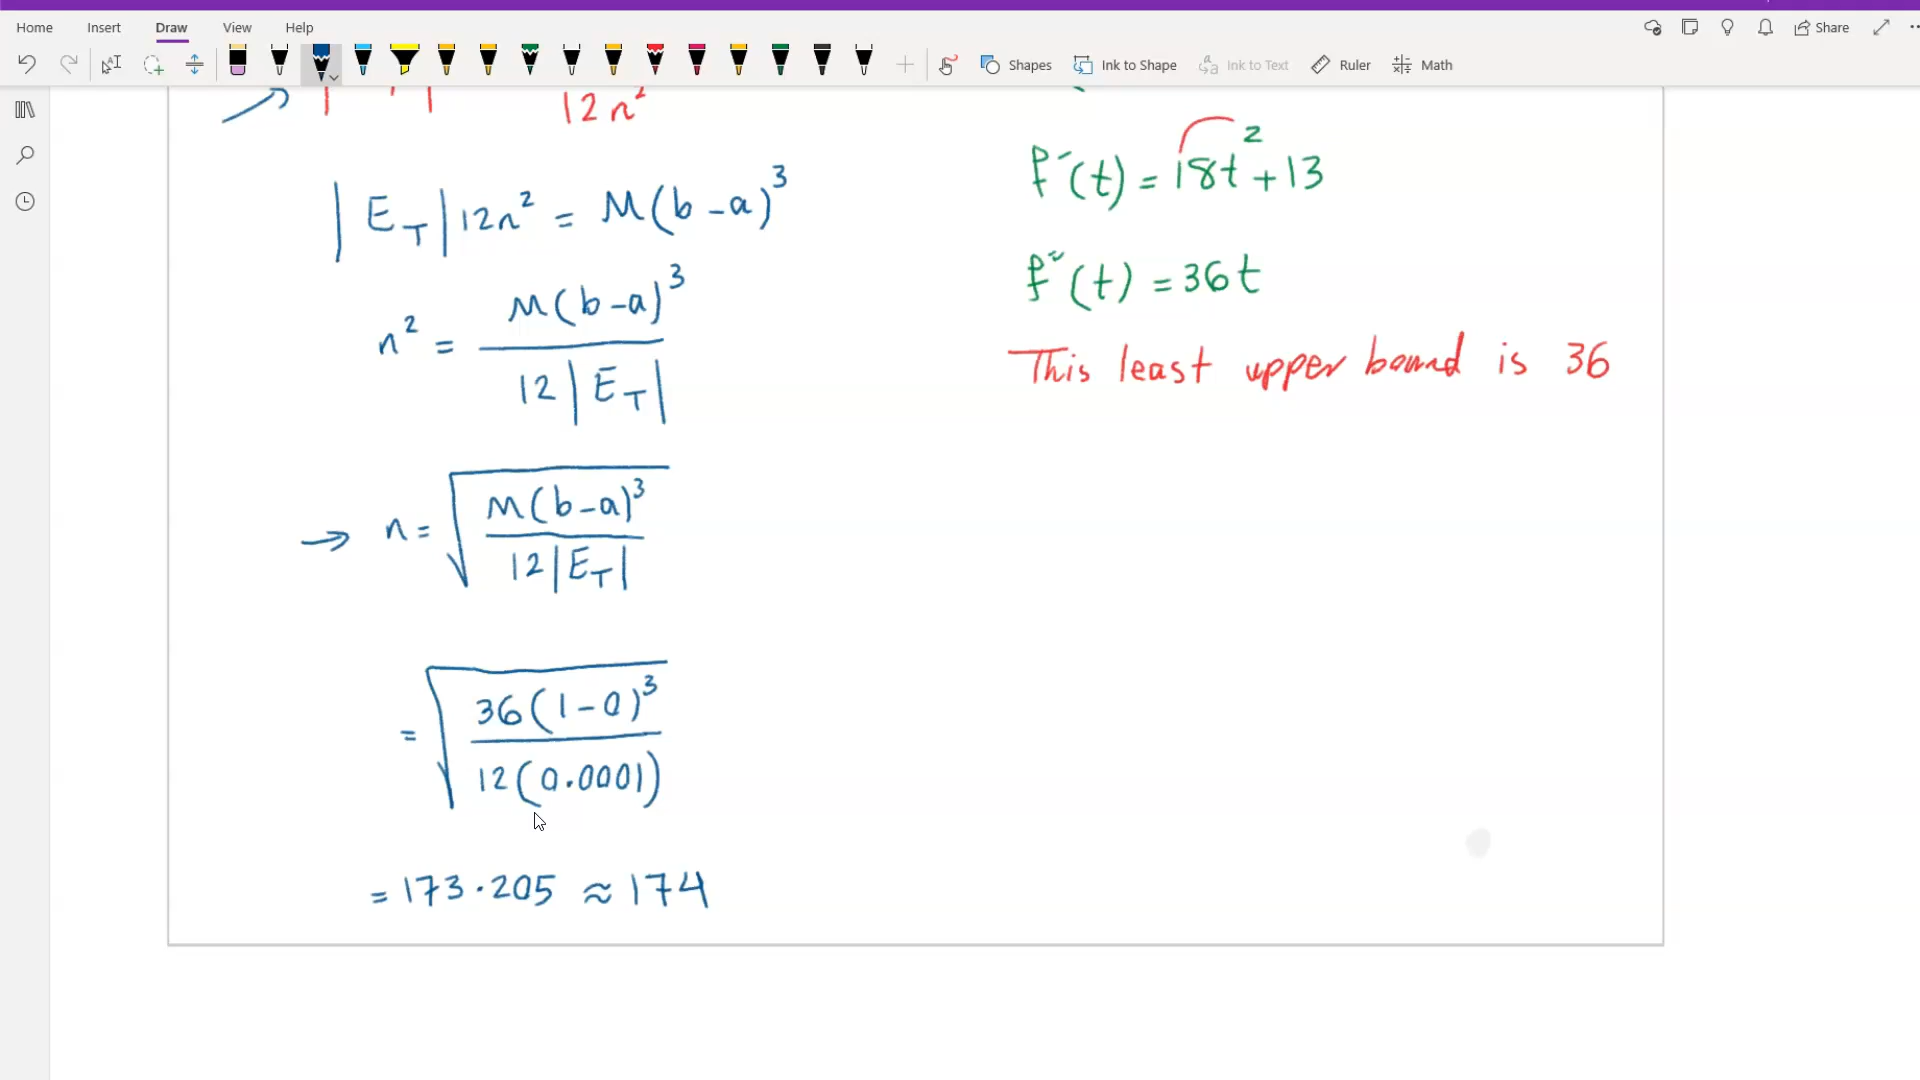 Home Insert Draw View Help
Share
Shapes Ink to Shape Ink to Text Ruler Math
12n²
|E_T| 12n² = M(b-a)³
n² = M(b-a)³
12|E_T|
→ n = √ M(b-a)³
12|E_T|
= √ 36(1-0)³
12(0.0001)
= 173.205 ≈ 174
f'(t) = 18t² + 13
f''(t) = 36t
This least upper bound is 36